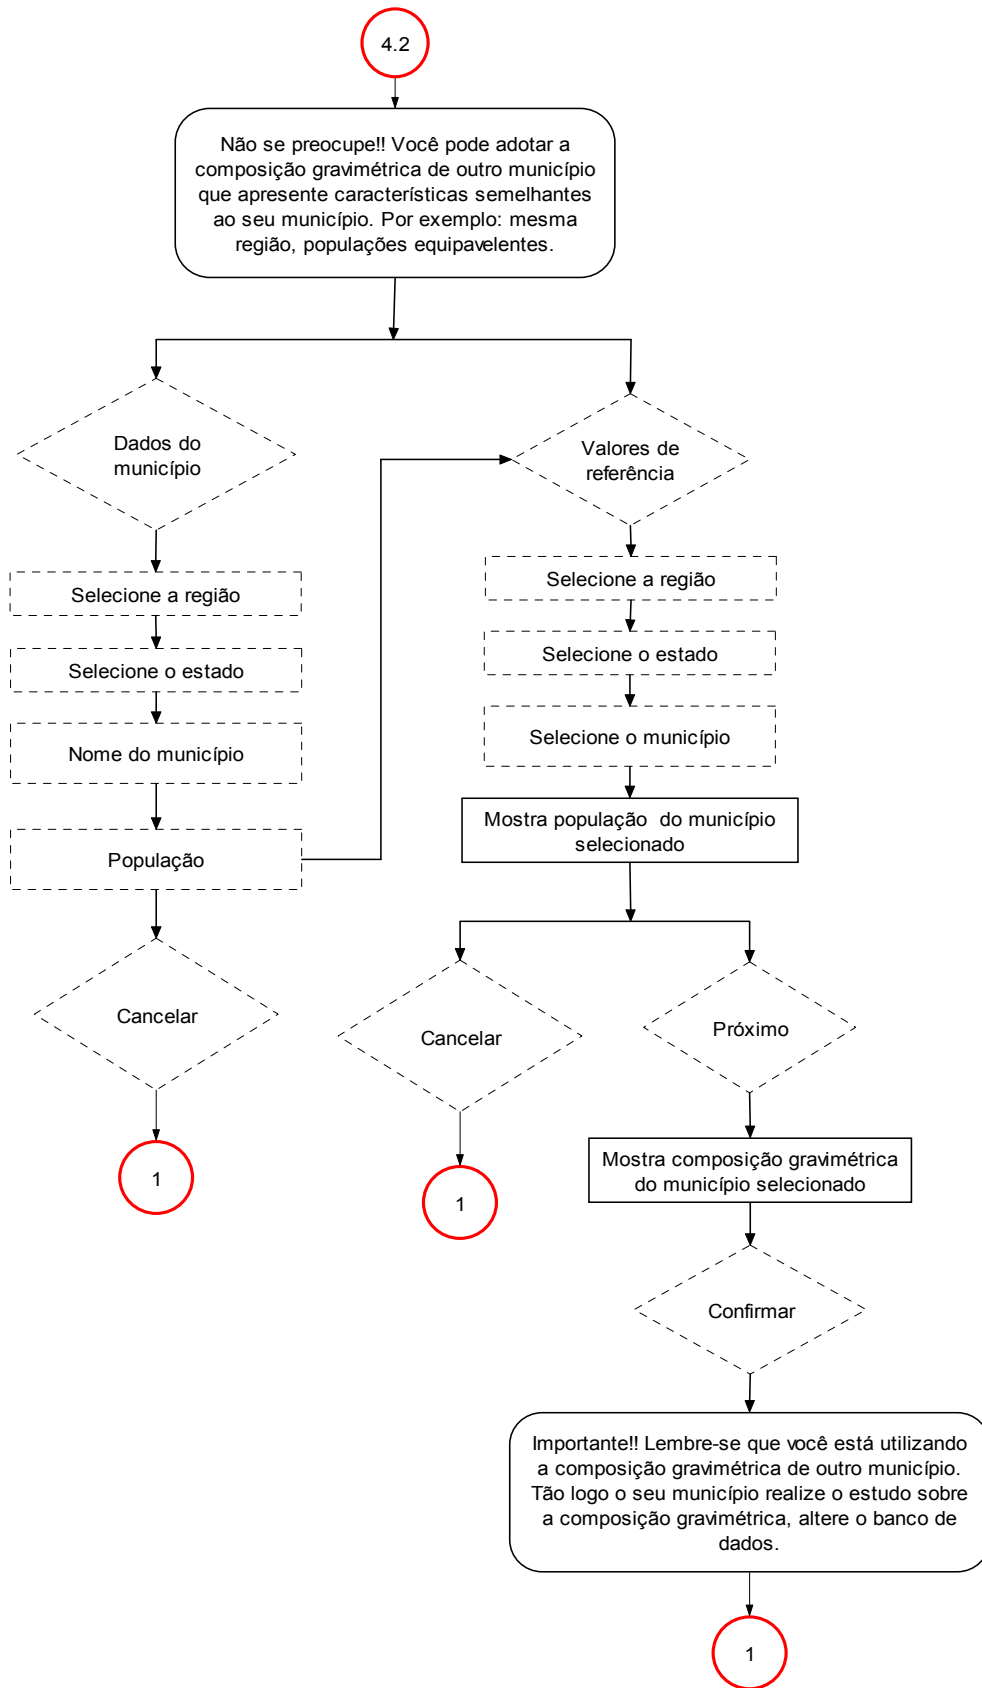 4.2
Não se preocupe!! Você pode adotar a
composição gravimétrica de outro município
que apresente características semelhantes
ao seu município. Por exemplo: mesma
região, populações equipavelentes.
Dados do
município
Selecione a região
Selecione o estado
Nome do município
População
Cancelar
1
Valores de
referência
Selecione a região
Selecione o estado
Selecione o município
Mostra população do município
selecionado
Cancelar
1
Próximo
Mostra composição gravimétrica
do município selecionado
Confirmar
Importante!! Lembre-se que você está utilizando
a composição gravimétrica de outro município.
Tão logo o seu município realize o estudo sobre
a composição gravimétrica, altere o banco de
dados.
1